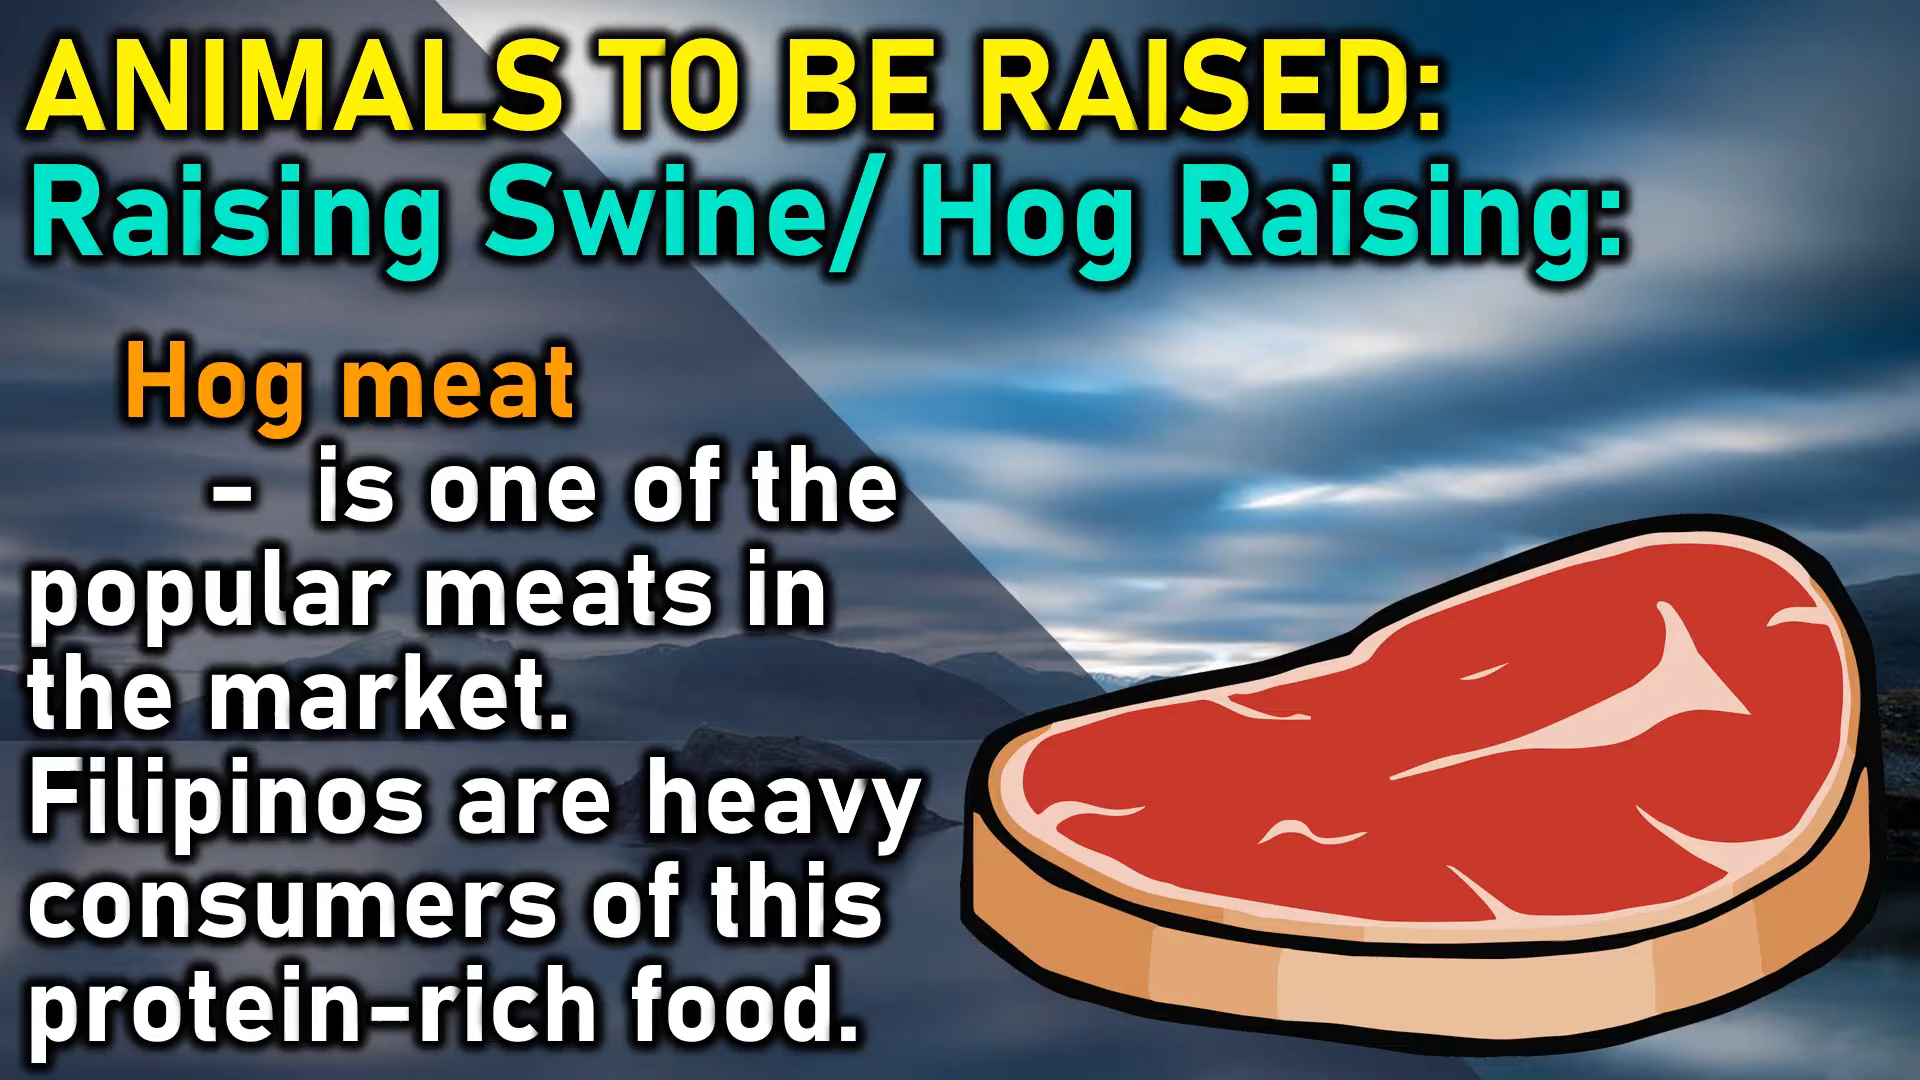 ANIMALS TO BE RAISED:
Raising Swine/ Hog Raising:
Hog meat
- is one of the
popular meats in
the market.
Filipinos are heavy
consumers of this
protein-rich food.